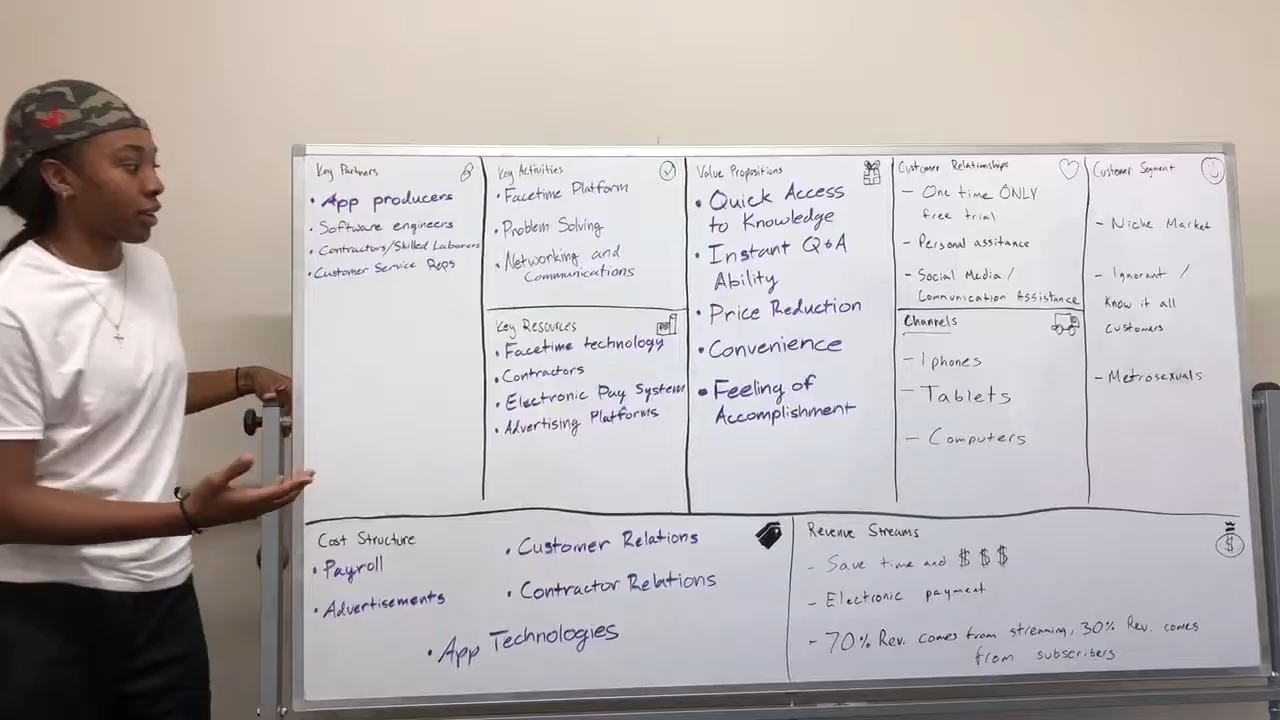 Key Partners
• App producers
• Software engineers
• Contractors/Skilled Laborers
• Customer Service Reps
Key Activities
• Facetime Platform
• Problem Solving
• Networking and
Communications
Key Resources
• Facetime technology
• Contractors
• Electronic Pay System
• Advertising Platforms
Value Propositions
• Quick Access
to Knowledge
• Instant Q&A
Ability
• Price Reduction
• Convenience
• Feeling of
Accomplishment
Customer Relationships
- One time ONLY
free trial
- Personal assitance
- Social Media /
Communication Assistance
Channels
- Iphones
- Tablets
- Computers
Customer Segment
- Niche Market
- Ignorant /
Know it all
customers
- Metrosexuals
Cost Structure
• Payroll
• Advertisements
• Customer Relations
• Contractor Relations
• App Technologies
Revenue Streams
- Save time and $ $ $
- Electronic payment
- 70% Rev. comes from streaming, 30% Rev. comes
from subscribers
$